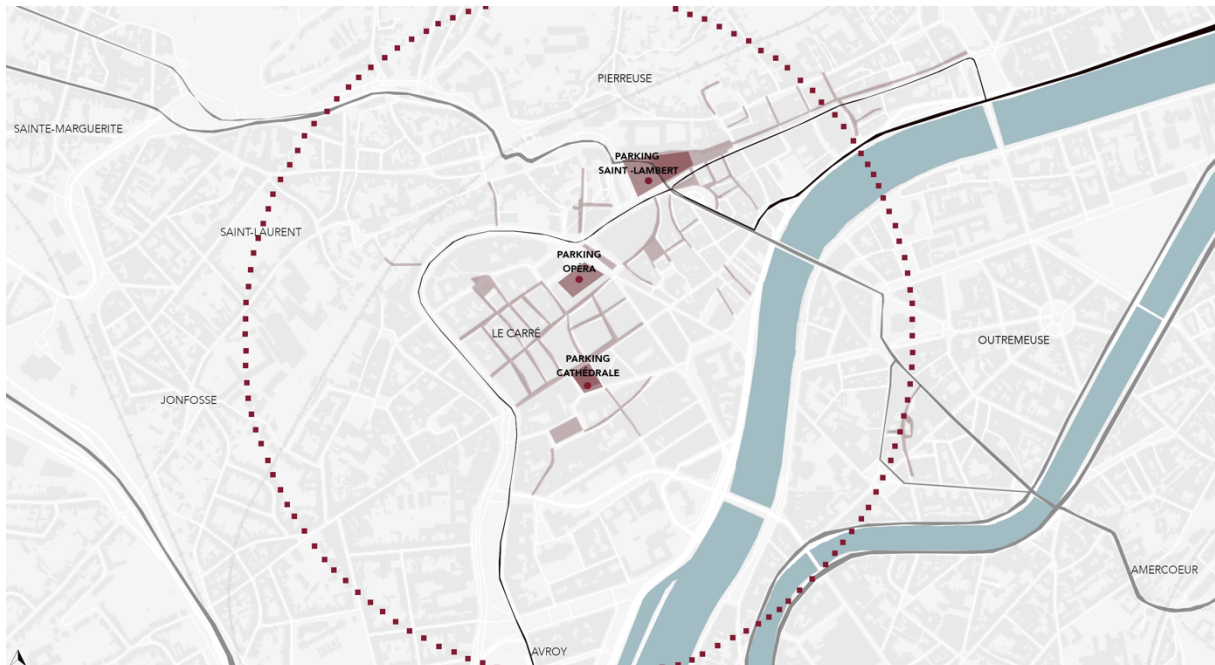 PIERREUSE
SAINTE-MARGUERITE
PARKING
SAINT -LAMBERT
SAINT-LAURENT
PARKING
OPÉRA
LE CARRÉ
OUTREMEUSE
PARKING
CATHÉDRALE
JONFOSSE
AMERCOEUR
AVROY